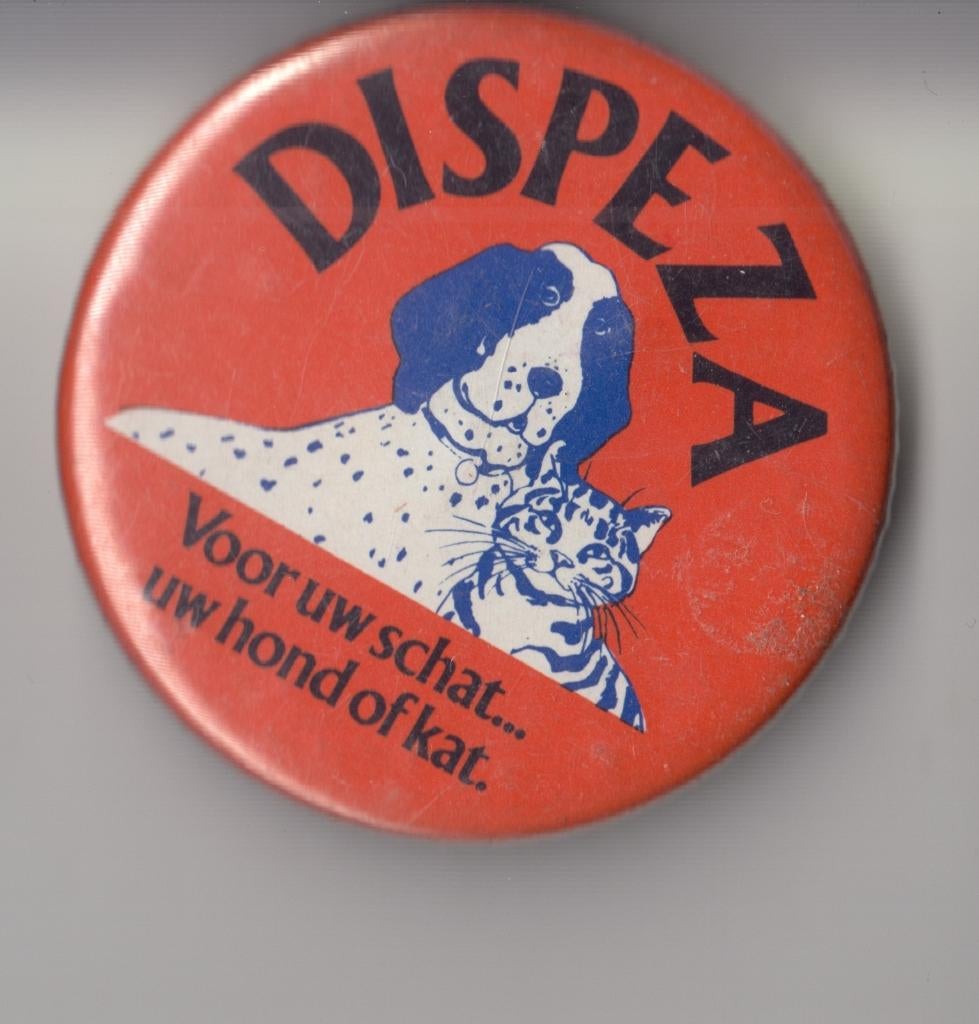 DISPEZA
Voor uw schat...
uw hond of kat.